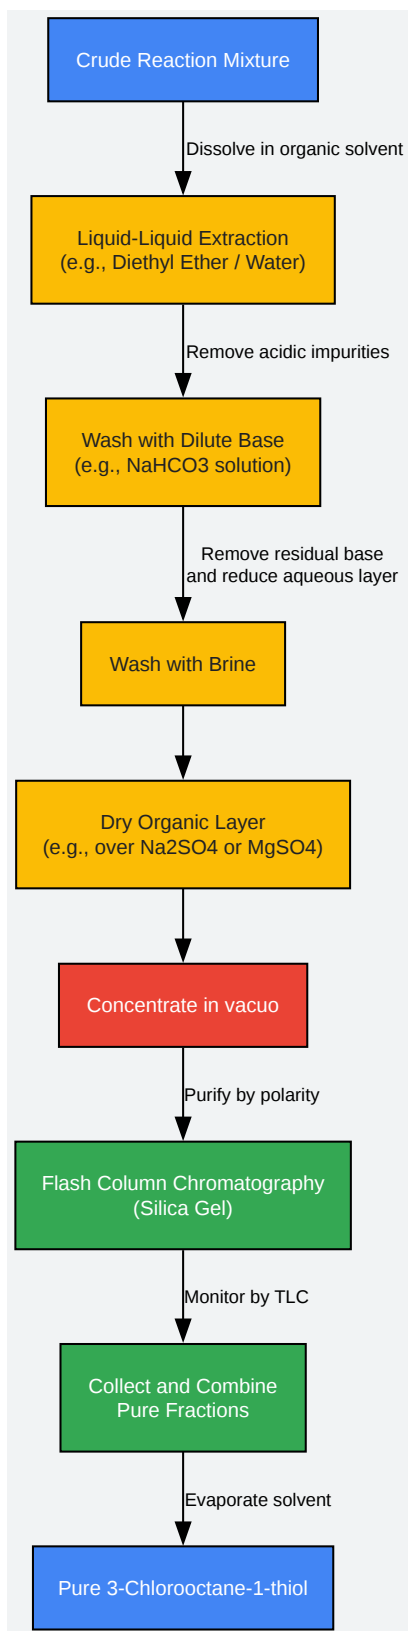 Crude Reaction Mixture
Dissolve in organic solvent
Liquid-Liquid Extraction
(e.g., Diethyl Ether / Water)
Remove acidic impurities
Wash with Dilute Base
(e.g., NaHCO3 solution)
Remove residual base
and reduce aqueous layer
Wash with Brine
Dry Organic Layer
(e.g., over Na2SO4 or MgSO4)
Concentrate in vacuo
Purify by polarity
Flash Column Chromatography
(Silica Gel)
Monitor by TLC
Collect and Combine
Pure Fractions
Evaporate solvent
Pure 3-Chlorooctane-1-thiol